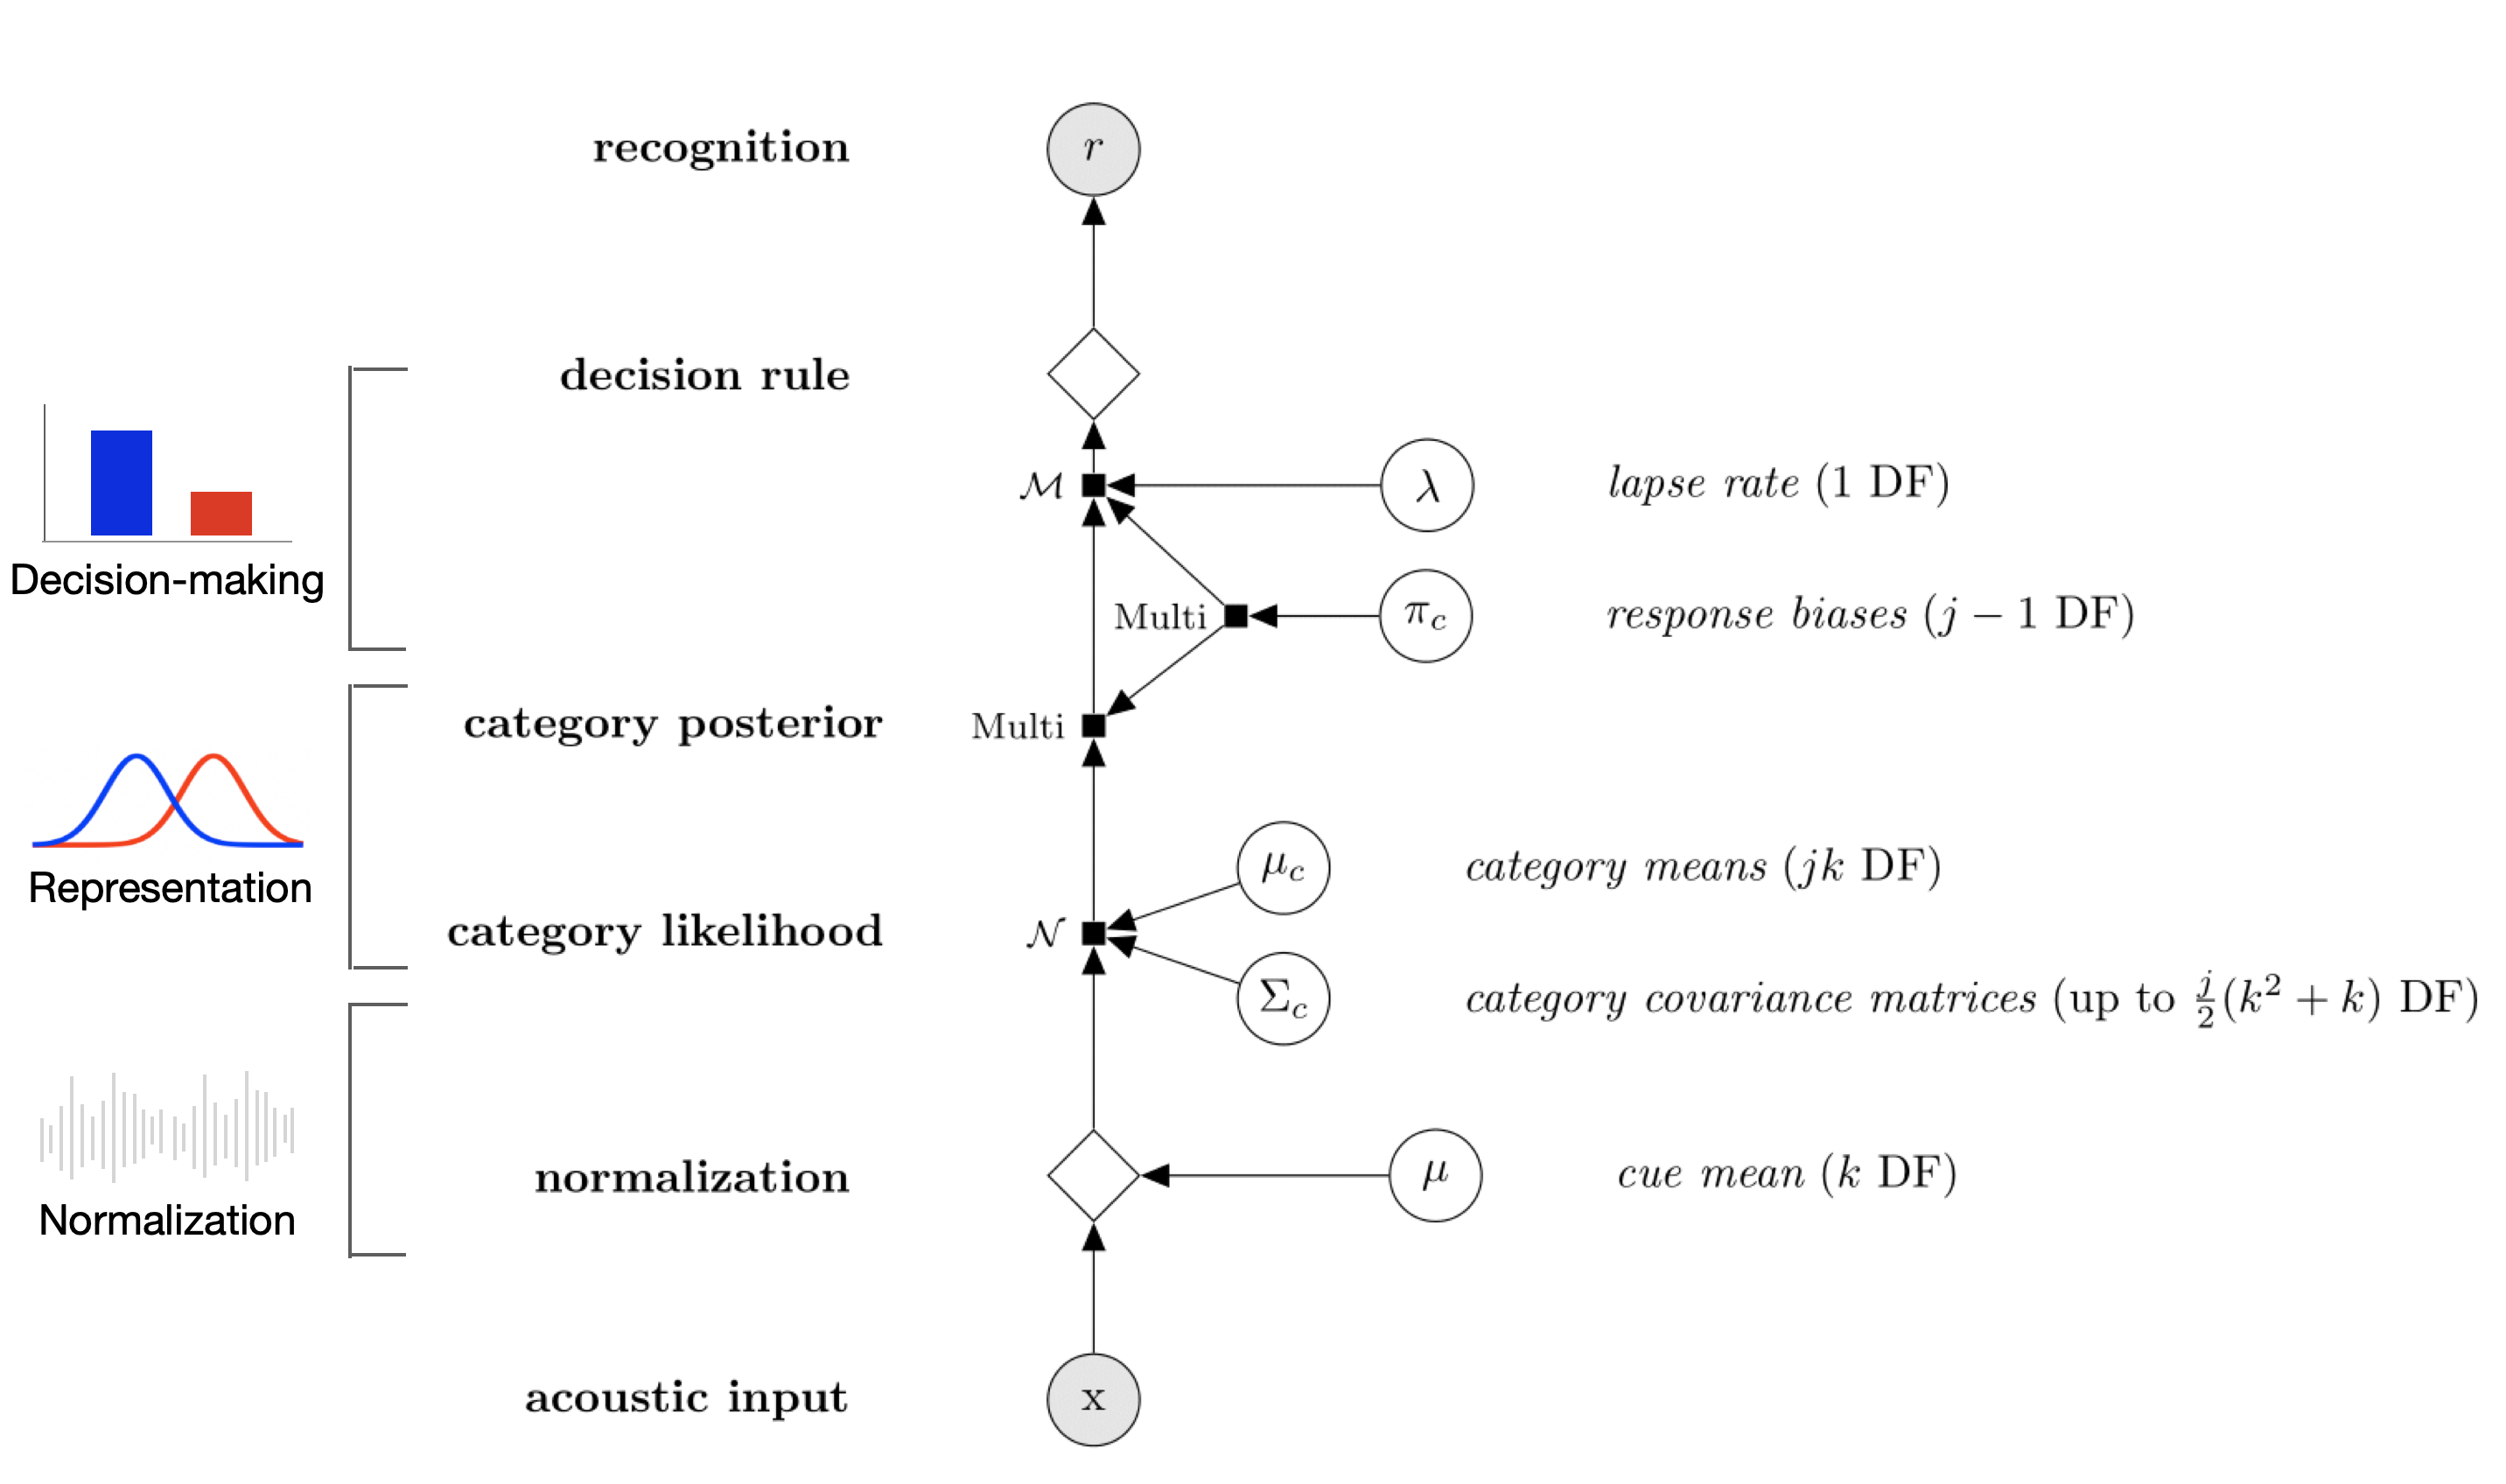 recognition
r
decision rule
ℳ
λ
lapse rate (1 DF)
Decision-making
Multi
π_c
response biases (j − 1 DF)
category posterior
Multi
μ_c
category means (jk DF)
Representation
category likelihood
𝒩
Σ_c
category covariance matrices (up to j/2(k² + k) DF)
normalization
μ
cue mean (k DF)
Normalization
acoustic input
x